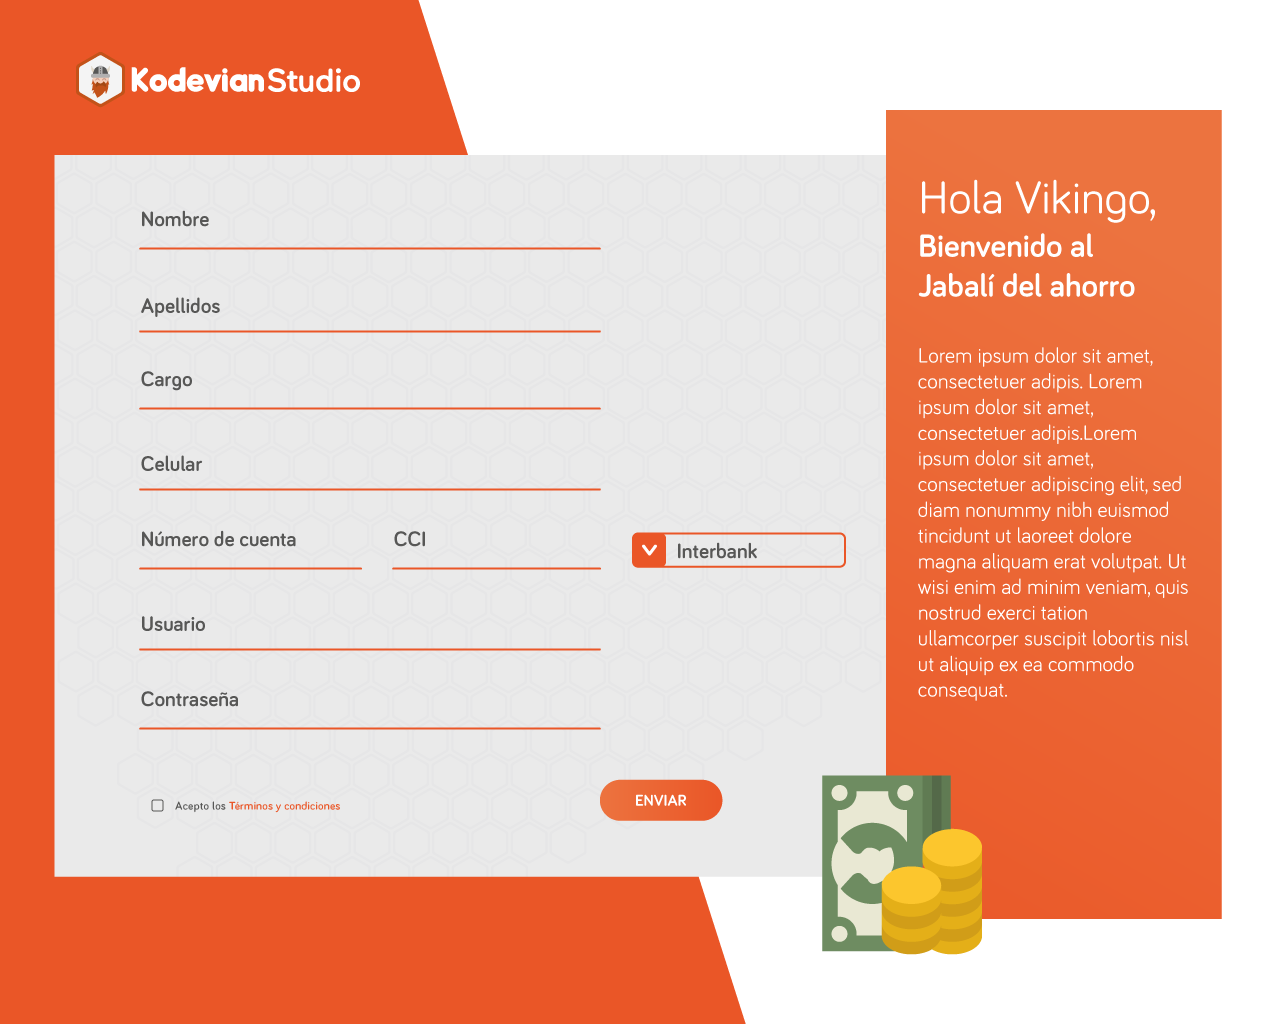 Kodevian Studio
Nombre
Apellidos
Cargo
Celular
Número de cuenta
CCI
Interbank
Usuario
Contraseña
Acepto los Términos y condiciones
ENVIAR
Hola Vikingo,
Bienvenido al
Jabalí del ahorro
Lorem ipsum dolor sit amet,
consectetuer adipis. Lorem
ipsum dolor sit amet,
consectetuer adipis.Lorem
ipsum dolor sit amet,
consectetuer adipiscing elit, sed
diam nonummy nibh euismod
tincidunt ut laoreet dolore
magna aliquam erat volutpat. Ut
wisi enim ad minim veniam, quis
nostrud exerci tation
ullamcorper suscipit lobortis nisl
ut aliquip ex ea commodo
consequat.